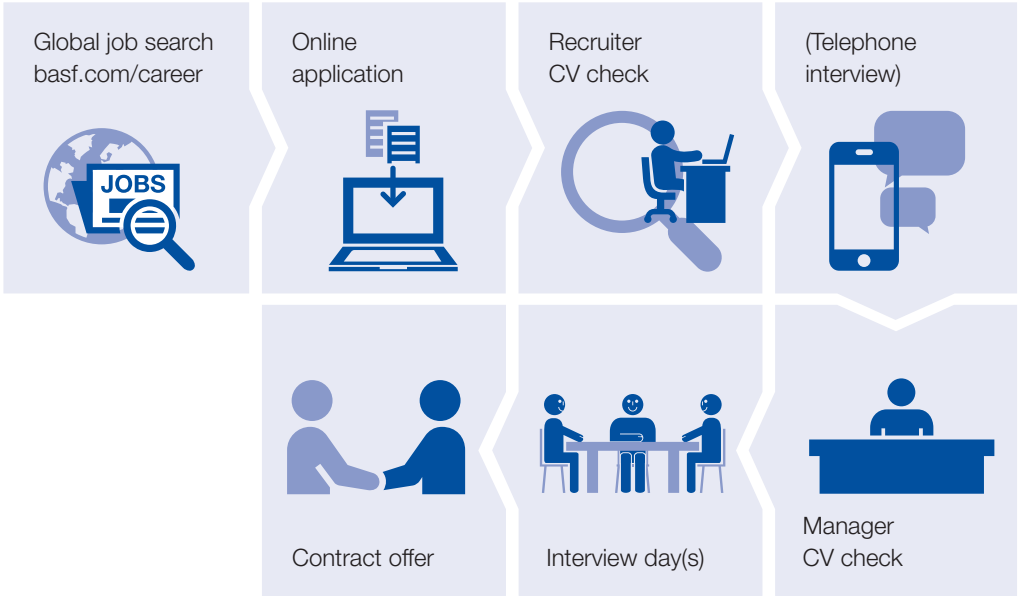 Global job search
basf.com/career
Online
application
Recruiter
CV check
(Telephone
interview)
JOBS
Manager
CV check
Interview day(s)
Contract offer